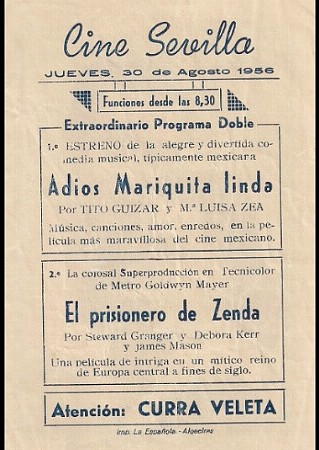 Cine Sevilla
JUEVES, 30 de Agosto 1956
Funciones desde las 8,30
Extraordinario Programa Doble
1.º ESTRENO de la alegre y divertida co-
media musical, típicamente mexicana
Adios Mariquita linda
Por TITO GUIZAR y M.ª LUISA ZEA
Música, canciones, amor, enredos, en la pe-
lícula más maravillosa del cine mexicano.
2.º La colosal Superproducción en Tecnicolor
de Metro Goldwyn Mayer
El prisionero de Zenda
Por Steward Granger y Debora Kerr
y James Mason
Una película de intriga en un mítico reino
de Europa central a fines de siglo.
Atención: CURRA VELETA
Imp. La Española.-Algeciras